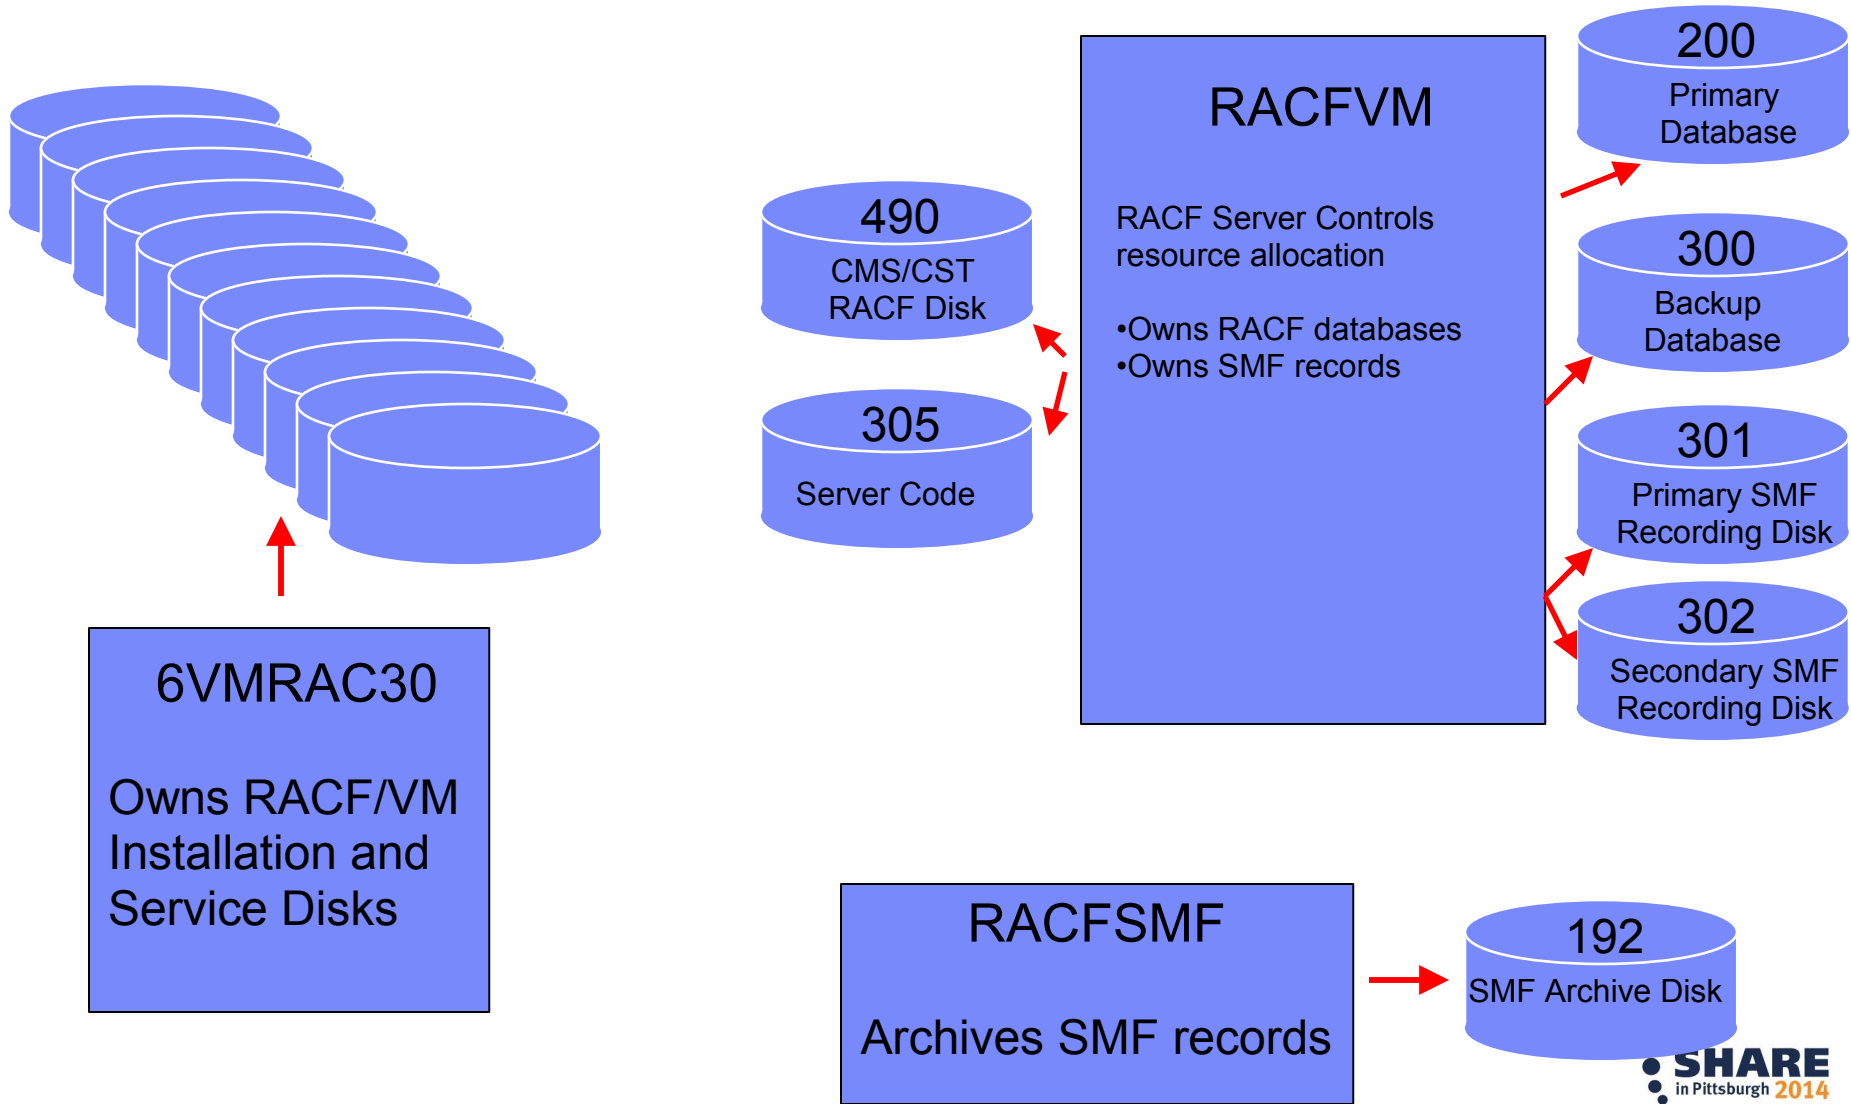 6VMRAC30
Owns RACF/VM
Installation and
Service Disks
490
CMS/CST
RACF Disk
305
Server Code
RACFVM
RACF Server Controls
resource allocation
•Owns RACF databases
•Owns SMF records
200
Primary
Database
300
Backup
Database
301
Primary SMF
Recording Disk
302
Secondary SMF
Recording Disk
RACFSMF
Archives SMF records
192
SMF Archive Disk
SHARE
in Pittsburgh 2014